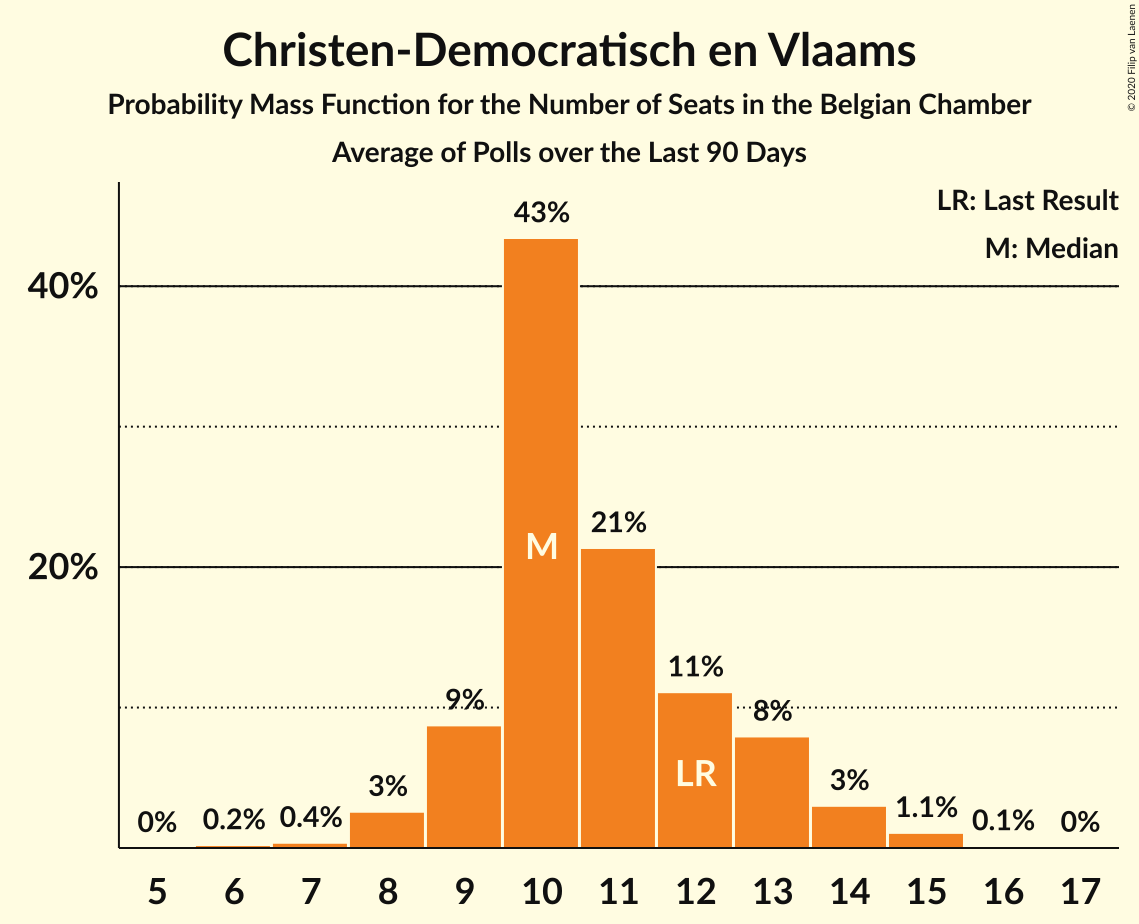 Christen-Democratisch en Vlaams
Probability Mass Function for the Number of Seats in the Belgian Chamber
Average of Polls over the Last 90 Days
© 2020 Filip van Laenen
LR: Last Result
M: Median
40%
20%
0%
0.2%
0.4%
3%
9%
43%
21%
11%
8%
3%
1.1%
0.1%
0%
M
LR
5 6 7 8 9 10 11 12 13 14 15 16 17